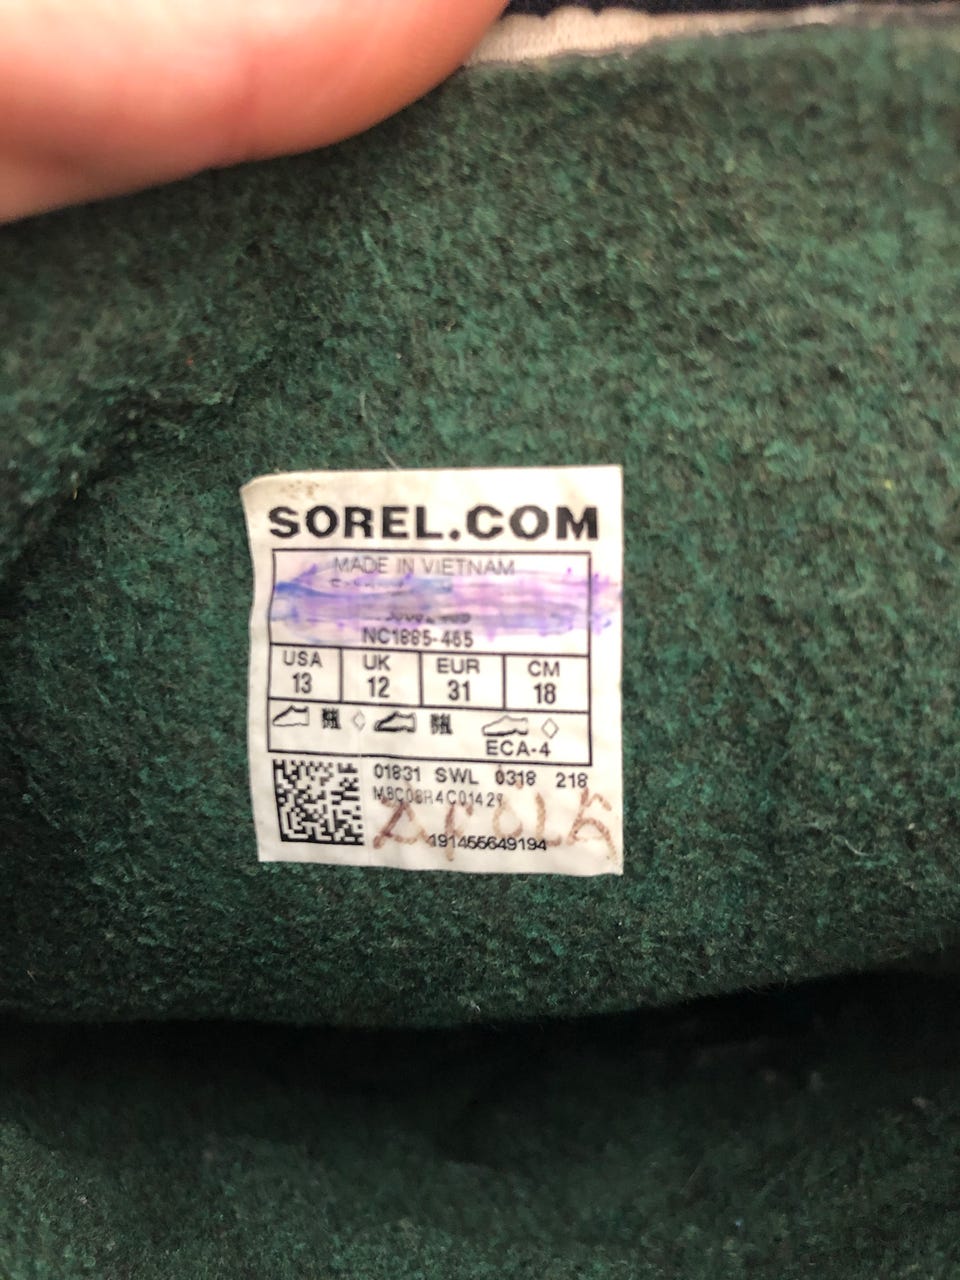 SOREL.COM
MADE IN VIETNAM
NC1885-465
USA UK EUR CM
13 12 31 18
ECA-4
01831 SWL 0318 218
191455649194